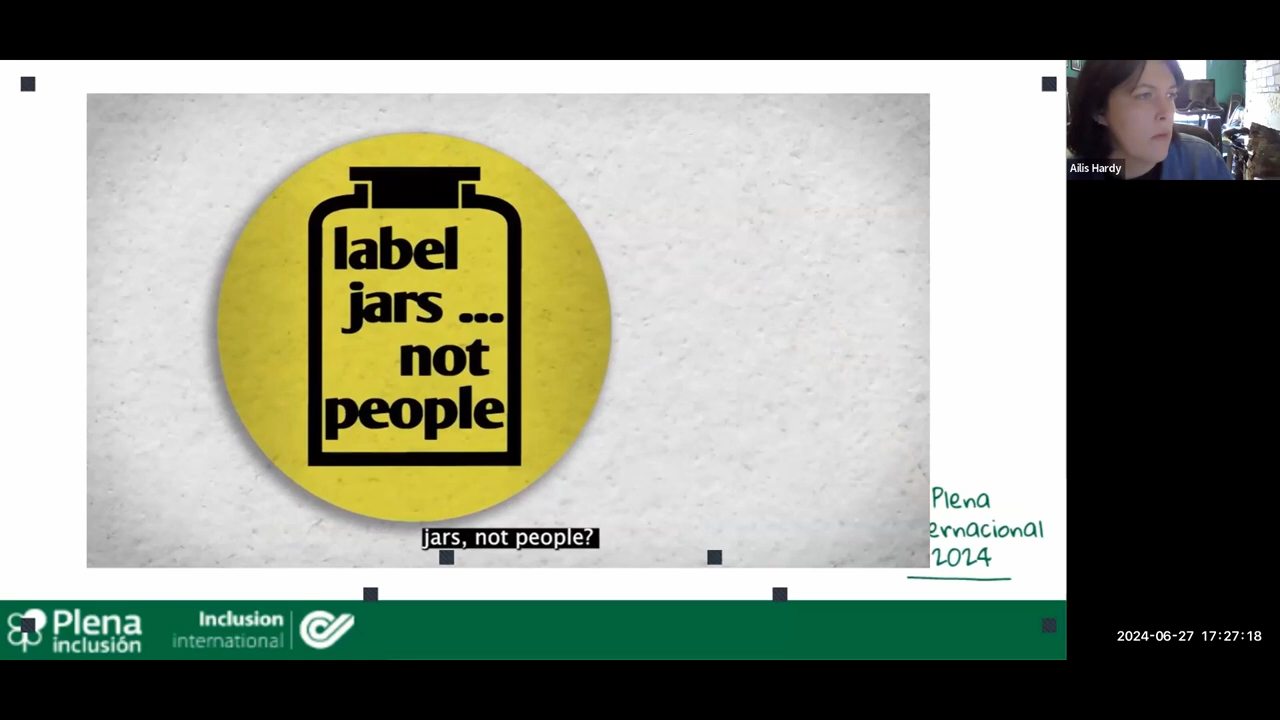 label
jars ...
not
people
jars, not people?
Ailis Hardy
Plena
ernacional
2024
Plena
inclusión
Inclusion
international
2024-06-27 17:27:18